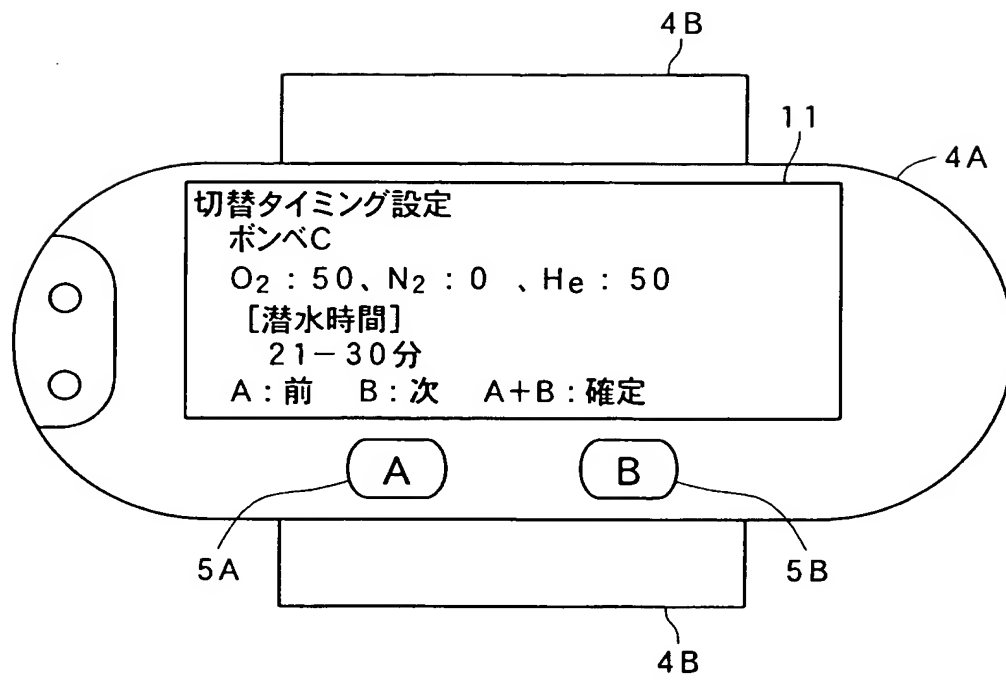 4B
11
4A
切替タイミング設定
ボンベC
O2：50、N2：0 、He：50
[潜水時間]
21－30分
A：前 B：次 A＋B：確定
A B
5A 5B
4B